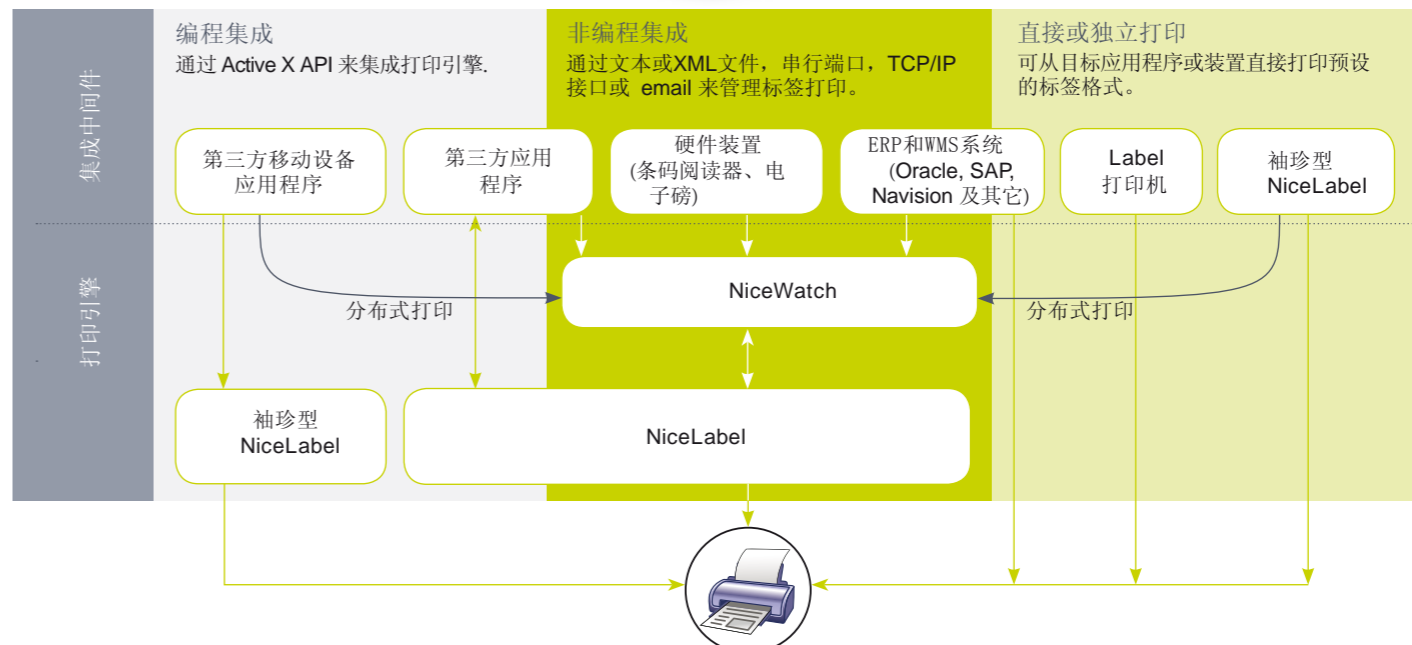 编程集成
通过 Active X API 来集成打印引擎.
非编程集成
通过文本或XML文件，串行端口，TCP/IP
接口或 email 来管理标签打印。
直接或独立打印
可从目标应用程序或装置直接打印预设
的标签格式。
集成中间件
第三方移动设备
应用程序
第三方应用
程序
硬件装置
(条码阅读器、电
子磅)
ERP和WMS系统
(Oracle, SAP,
Navision 及其它)
Label
打印机
袖珍型
NiceLabel
打印引擎
NiceWatch
分布式打印
分布式打印
袖珍型
NiceLabel
NiceLabel